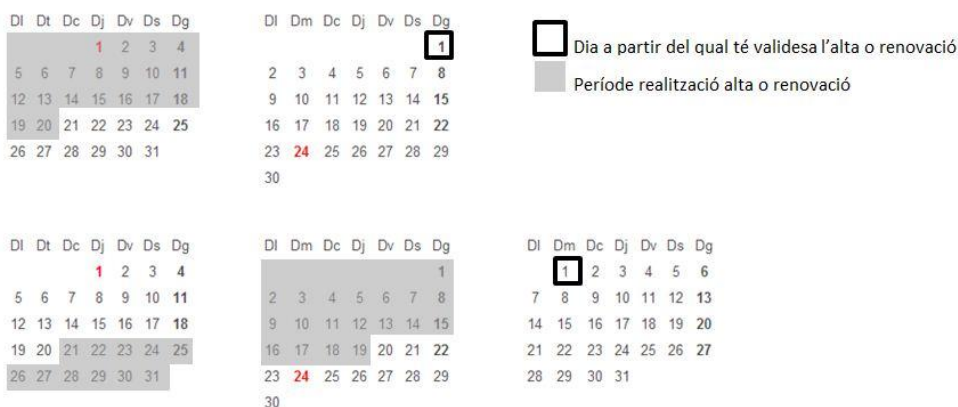 Dl Dt Dc Dj Dv Ds Dg
1 2 3 4
5 6 7 8 9 10 11
12 13 14 15 16 17 18
19 20 21 22 23 24 25
26 27 28 29 30 31
Dl Dm Dc Dj Dv Ds Dg
1
2 3 4 5 6 7 8
9 10 11 12 13 14 15
16 17 18 19 20 21 22
23 24 25 26 27 28 29
30
Dia a partir del qual té validesa l’alta o renovació
Període realització alta o renovació
Dl Dt Dc Dj Dv Ds Dg
1 2 3 4
5 6 7 8 9 10 11
12 13 14 15 16 17 18
19 20 21 22 23 24 25
26 27 28 29 30 31
Dl Dm Dc Dj Dv Ds Dg
1
2 3 4 5 6 7 8
9 10 11 12 13 14 15
16 17 18 19 20 21 22
23 24 25 26 27 28 29
30
Dl Dm Dc Dj Dv Ds Dg
1 2 3 4 5 6
7 8 9 10 11 12 13
14 15 16 17 18 19 20
21 22 23 24 25 26 27
28 29 30 31